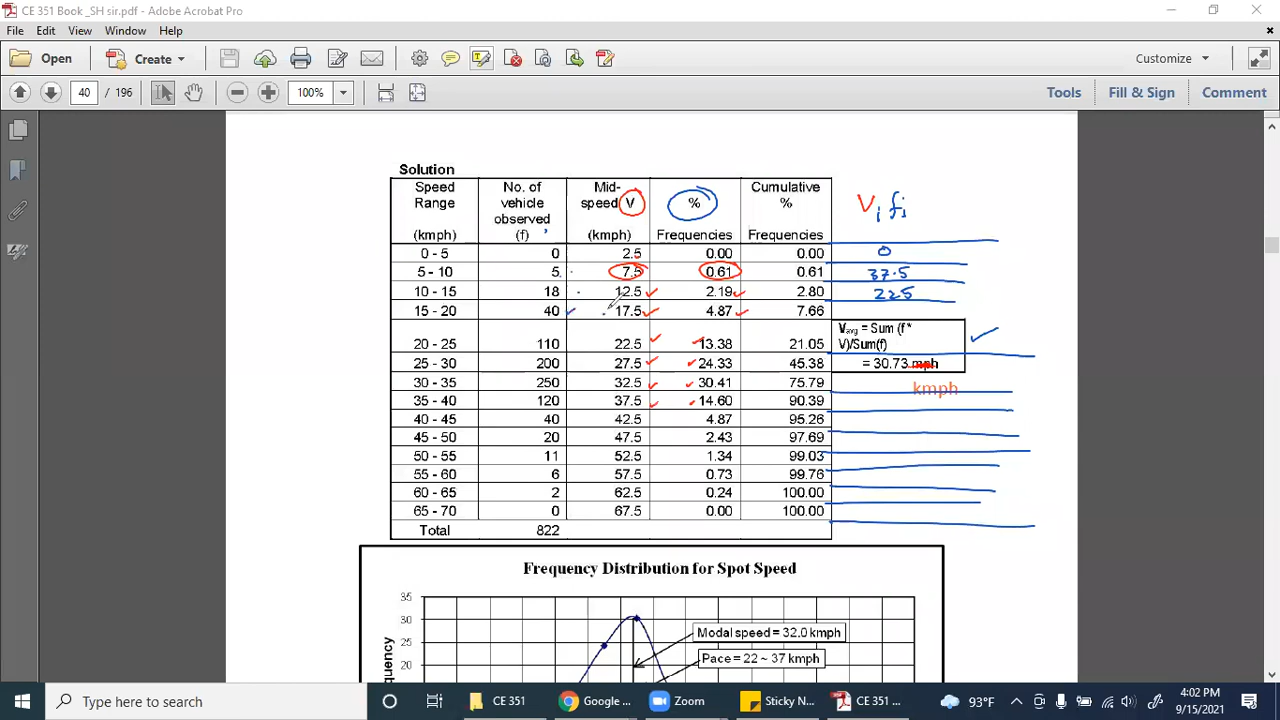 CE 351 Book _SH sir.pdf - Adobe Acrobat Pro
File Edit View Window Help
Open Create Customize
40 / 196 100% Tools Fill & Sign Comment
Solution
Speed Range (kmph) No. of vehicle observed (f) Mid-speed V (kmph) % Frequencies Cumulative % Frequencies Vi fi
0 - 5 0 2.5 0.00 0.00 0
5 - 10 5 7.5 0.61 0.61 37.5
10 - 15 18 12.5 2.19 2.80 225
15 - 20 40 17.5 4.87 7.66
Vavg = Sum (f*
20 - 25 110 22.5 13.38 21.05 V)/Sum(f)
25 - 30 200 27.5 24.33 45.38 = 30.73 mph
30 - 35 250 32.5 30.41 75.79 kmph
35 - 40 120 37.5 14.60 90.39
40 - 45 40 42.5 4.87 95.26
45 - 50 20 47.5 2.43 97.69
50 - 55 11 52.5 1.34 99.03
55 - 60 6 57.5 0.73 99.76
60 - 65 2 62.5 0.24 100.00
65 - 70 0 67.5 0.00 100.00
Total 822
Frequency Distribution for Spot Speed
35
30
25
20
Modal speed = 32.0 kmph
Pace = 22 ~ 37 kmph
Type here to search CE 351 Google ... Zoom Sticky N... CE 351 ... 93°F 4:02 PM
9/15/2021